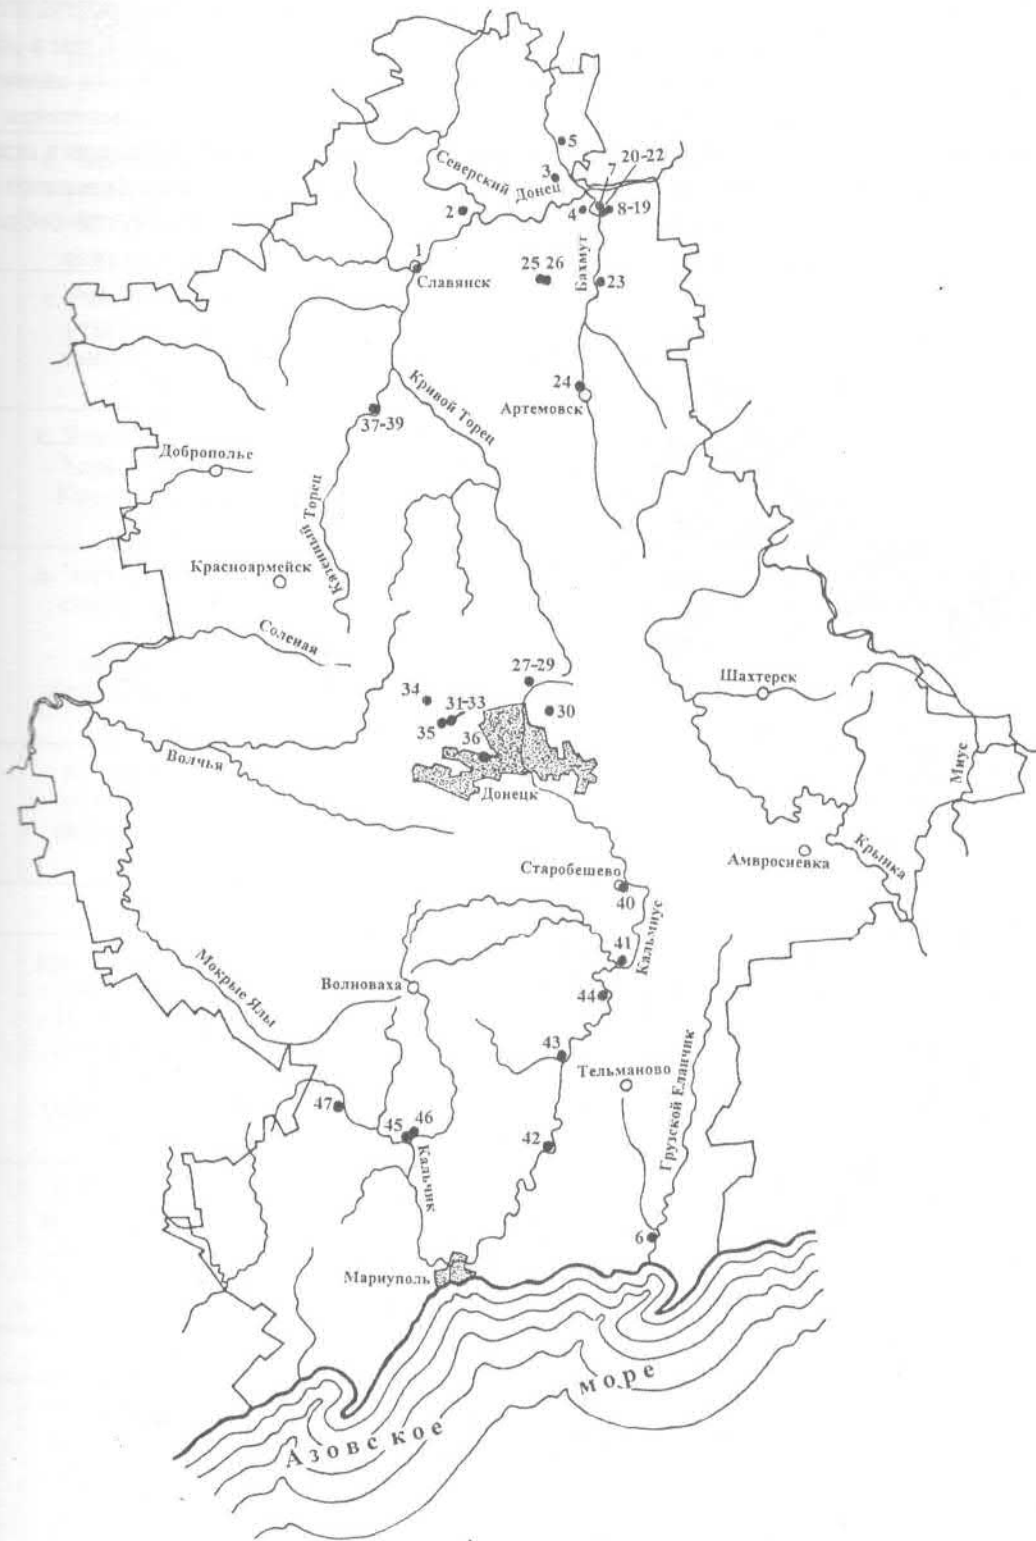 5
20-22
3
7
Северский Донец
2
4
8-19
1
Славянск
25 26
Бахмут
23
24
Артемовск
Кривой Торец
37-39
Доброполье
Казенный Торец
Красноармейск
Соленая
27-29
Шахтерск
34
31-33
30
35
36
Волчья
Донецк
Миус
Крынка
Амвросиевка
Старобешево
40
Кальмиус
41
Мокрые Ялы
Волноваха
44
43
Тельманово
Грузской Еланчик
47
45
46
42
Кальчик
6
Мариуполь
Азовское море